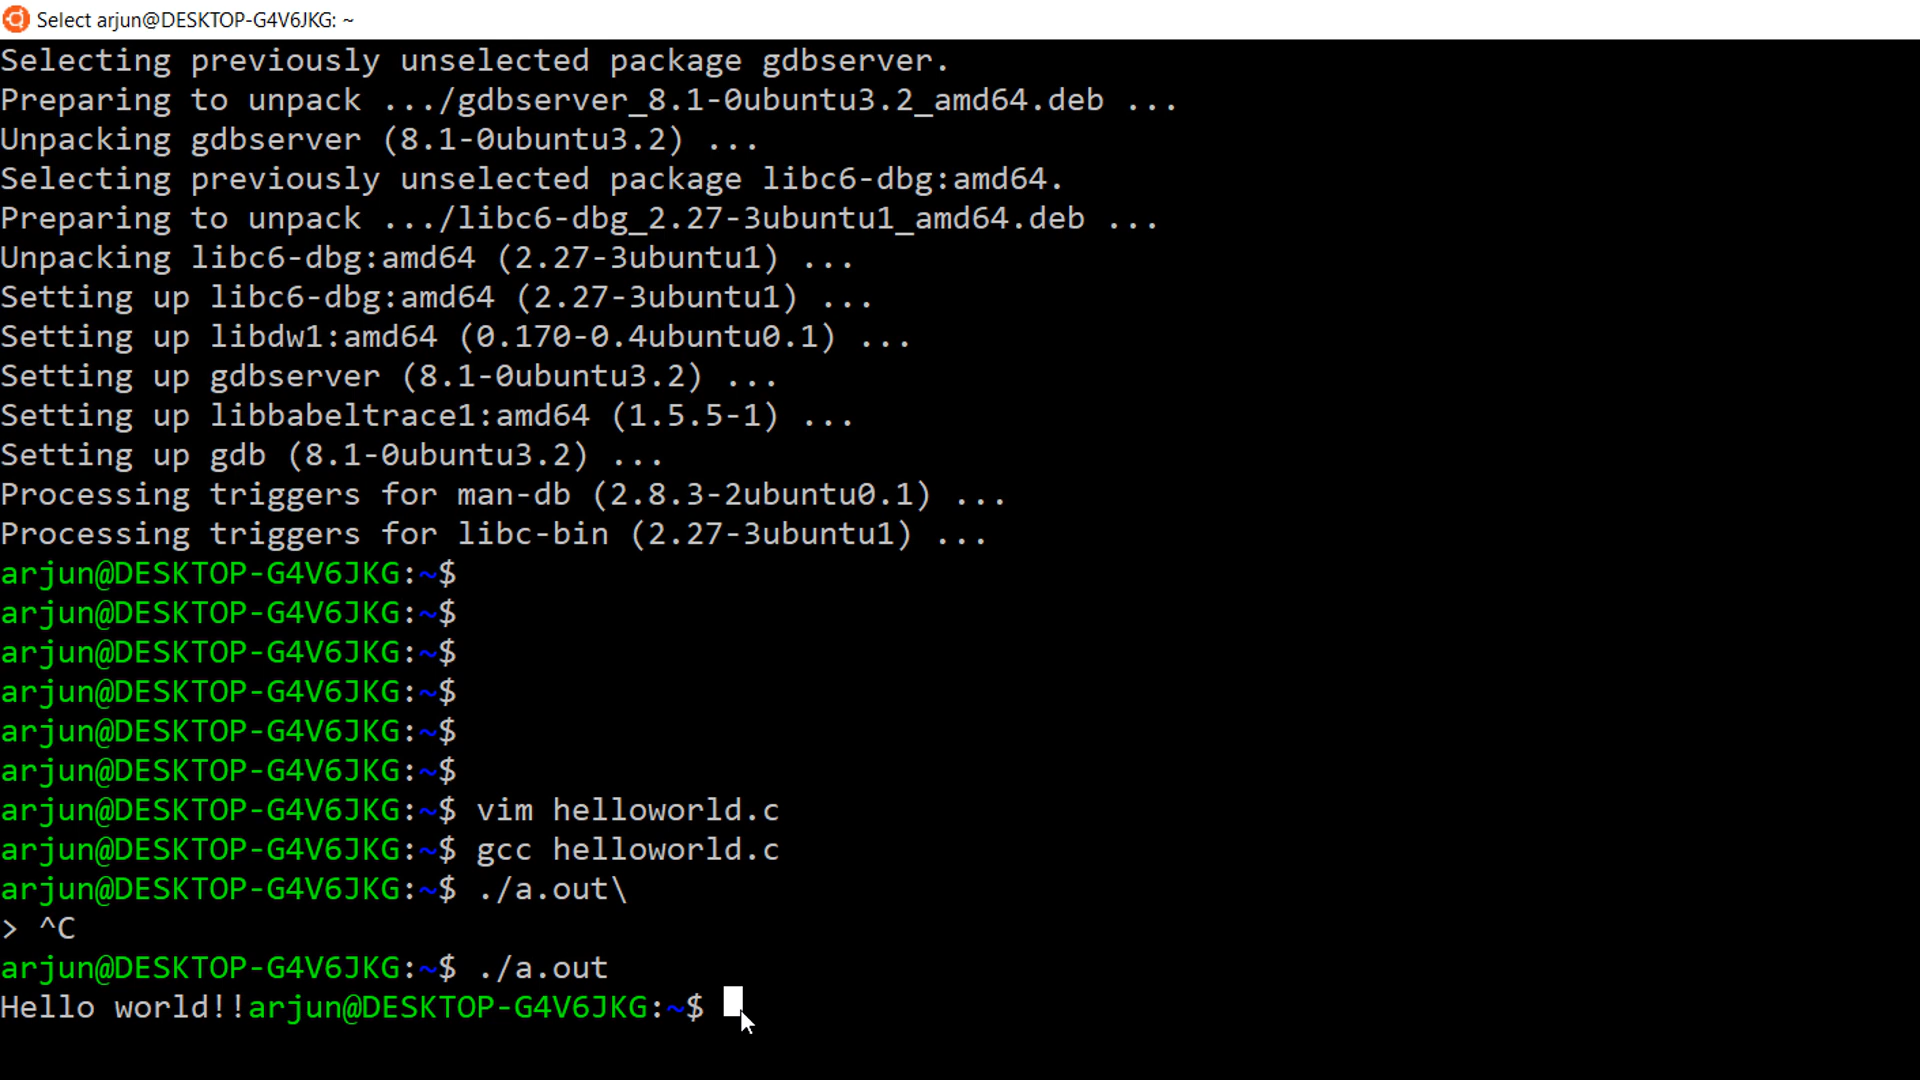 Select arjun@DESKTOP-G4V6JKG: ~
Selecting previously unselected package gdbserver.
Preparing to unpack .../gdbserver_8.1-0ubuntu3.2_amd64.deb ...
Unpacking gdbserver (8.1-0ubuntu3.2) ...
Selecting previously unselected package libc6-dbg:amd64.
Preparing to unpack .../libc6-dbg_2.27-3ubuntu1_amd64.deb ...
Unpacking libc6-dbg:amd64 (2.27-3ubuntu1) ...
Setting up libc6-dbg:amd64 (2.27-3ubuntu1) ...
Setting up libdw1:amd64 (0.170-0.4ubuntu0.1) ...
Setting up gdbserver (8.1-0ubuntu3.2) ...
Setting up libbabeltrace1:amd64 (1.5.5-1) ...
Setting up gdb (8.1-0ubuntu3.2) ...
Processing triggers for man-db (2.8.3-2ubuntu0.1) ...
Processing triggers for libc-bin (2.27-3ubuntu1) ...
arjun@DESKTOP-G4V6JKG:~$
arjun@DESKTOP-G4V6JKG:~$
arjun@DESKTOP-G4V6JKG:~$
arjun@DESKTOP-G4V6JKG:~$
arjun@DESKTOP-G4V6JKG:~$
arjun@DESKTOP-G4V6JKG:~$
arjun@DESKTOP-G4V6JKG:~$ vim helloworld.c
arjun@DESKTOP-G4V6JKG:~$ gcc helloworld.c
arjun@DESKTOP-G4V6JKG:~$ ./a.out\
> ^C
arjun@DESKTOP-G4V6JKG:~$ ./a.out
Hello world!!arjun@DESKTOP-G4V6JKG:~$